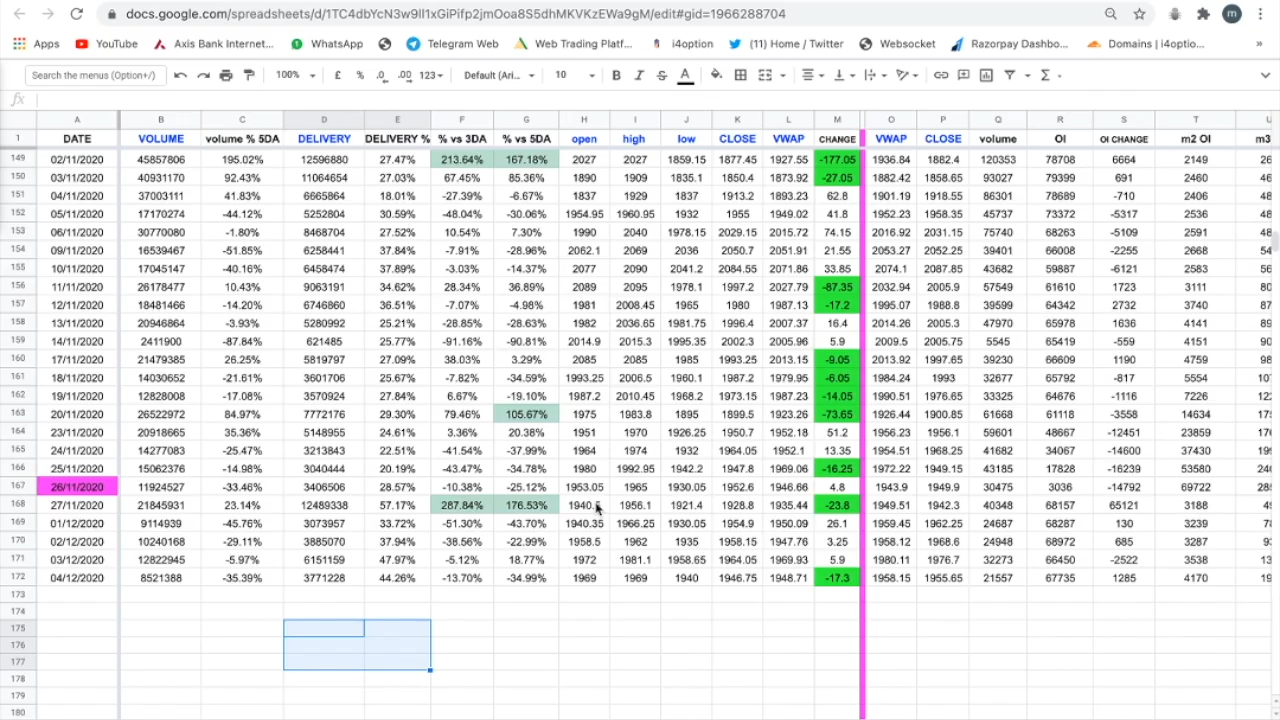 docs.google.com/spreadsheets/d/1TC4dbYcN3w9Il1xGiPifp2jmOoa8S5dhMKVKzEWa9gM/edit#gid=1966288704 m
Apps YouTube Axis Bank Internet... WhatsApp Telegram Web Web Trading Platf... i4option (11) Home / Twitter Websocket Razorpay Dashbo... Domains | i4optio... »
Search the menus (Option+/) 100% £ % .0 .00 123 Default (Ari... 10 B I S A Σ
fx
A B C D E F G H I J K L M O P Q R S T U
1 DATE VOLUME volume % 5DA DELIVERY DELIVERY % % vs 3DA % vs 5DA open high low CLOSE VWAP CHANGE VWAP CLOSE volume OI OI CHANGE m2 OI m3
149 02/11/2020 45857806 195.02% 12596880 27.47% 213.64% 167.18% 2027 2027 1859.15 1877.45 1927.55 -177.05 1936.84 1882.4 120353 78708 6664 2149 26
150 03/11/2020 40931170 92.43% 11064654 27.03% 67.45% 85.36% 1890 1909 1835.1 1850.4 1873.92 -27.05 1882.42 1858.65 93027 79399 691 2460 46
151 04/11/2020 37003111 41.83% 6665864 18.01% -27.39% -6.67% 1837 1929 1837 1913.2 1893.23 62.8 1901.19 1918.55 86301 78689 -710 2406 48
152 05/11/2020 17170274 -44.12% 5252804 30.59% -48.04% -30.06% 1954.95 1960.95 1932 1955 1949.02 41.8 1952.23 1958.35 45737 73372 -5317 2536 48
153 06/11/2020 30770080 -1.80% 8468704 27.52% 10.54% 7.30% 1990 2040 1978.15 2029.15 2015.72 74.15 2016.92 2031.15 75740 68263 -5109 2591 48
154 09/11/2020 16539467 -51.85% 6258441 37.84% -7.91% -28.96% 2062.1 2069 2036 2050.7 2051.91 21.55 2053.27 2052.25 39401 66008 -2255 2668 54
155 10/11/2020 17045147 -40.16% 6458474 37.89% -3.03% -14.37% 2077 2090 2041.2 2084.55 2071.86 33.85 2074.1 2087.85 43682 59887 -6121 2583 56
156 11/11/2020 26178477 10.43% 9063191 34.62% 28.34% 36.89% 2089 2095 1978.1 1997.2 2027.79 -87.35 2032.94 2005.9 57549 61610 1723 3111 80
157 12/11/2020 18481466 -14.20% 6746860 36.51% -7.07% -4.98% 1981 2008.45 1965 1980 1987.13 -17.2 1995.07 1988.8 39599 64342 2732 3740 87
158 13/11/2020 20946864 -3.93% 5280992 25.21% -28.85% -28.63% 1982 2036.65 1981.75 1996.4 2007.37 16.4 2014.26 2005.3 47970 65978 1636 4141 89
159 14/11/2020 2411900 -87.84% 621485 25.77% -91.16% -90.81% 2014.9 2015.3 1995.35 2002.3 2005.96 5.9 2009.5 2005.75 5545 65419 -559 4151 90
160 17/11/2020 21479385 26.25% 5819797 27.09% 38.03% 3.29% 2085 2085 1985 1993.25 2013.15 -9.05 2013.92 1997.65 39230 66609 1190 4759 98
161 18/11/2020 14030652 -21.61% 3601706 25.67% -7.82% -34.59% 1993.25 2006.5 1960.1 1987.2 1979.95 -6.05 1984.24 1993 32677 65792 -817 5554 107
162 19/11/2020 12828008 -17.08% 3570924 27.84% 6.67% -19.10% 1987.2 2010.45 1968.2 1973.15 1987.23 -14.05 1990.51 1976.65 33325 64676 -1116 7226 123
163 20/11/2020 26522972 84.97% 7772176 29.30% 79.46% 105.67% 1975 1983.8 1895 1899.5 1923.26 -73.65 1926.44 1900.85 61668 61118 -3558 14634 175
164 23/11/2020 20918665 35.36% 5148955 24.61% 3.36% 20.38% 1951 1970 1926.25 1950.7 1952.18 51.2 1956.23 1956.1 59601 48667 -12451 23859 176
165 24/11/2020 14277083 -25.47% 3213843 22.51% -41.54% -37.99% 1964 1974 1932 1964.05 1952.1 13.35 1954.51 1968.25 41682 34067 -14600 37430 196
166 25/11/2020 15062376 -14.98% 3040444 20.19% -43.47% -34.78% 1980 1992.95 1942.2 1947.8 1969.06 -16.25 1972.22 1949.15 43185 17828 -16239 53580 240
167 26/11/2020 11924527 -33.46% 3406506 28.57% -10.38% -25.12% 1953.05 1965 1930.05 1952.6 1946.66 4.8 1943.9 1949.9 30475 3036 -14792 69722 285
168 27/11/2020 21845931 23.14% 12489338 57.17% 287.84% 176.53% 1940.5 1956.1 1921.4 1928.8 1935.44 -23.8 1949.51 1942.3 40348 68157 65121 3188 49
169 01/12/2020 9114939 -45.76% 3073957 33.72% -51.30% -43.70% 1940.35 1966.25 1930.05 1954.9 1950.09 26.1 1959.45 1962.25 24687 68287 130 3239 78
170 02/12/2020 10240168 -29.11% 3885070 37.94% -38.56% -22.99% 1958.5 1962 1935 1958.15 1947.76 3.25 1958.12 1968.6 24948 68972 685 3287 93
171 03/12/2020 12822945 -5.97% 6151159 47.97% -5.12% 18.77% 1972 1981.1 1958.65 1964.05 1969.93 5.9 1980.11 1976.7 32273 66450 -2522 3538 143
172 04/12/2020 8521388 -35.39% 3771228 44.26% -13.70% -34.99% 1969 1969 1940 1946.75 1948.71 -17.3 1958.15 1955.65 21557 67735 1285 4170 19
173
174
175
176
177
178
179
180